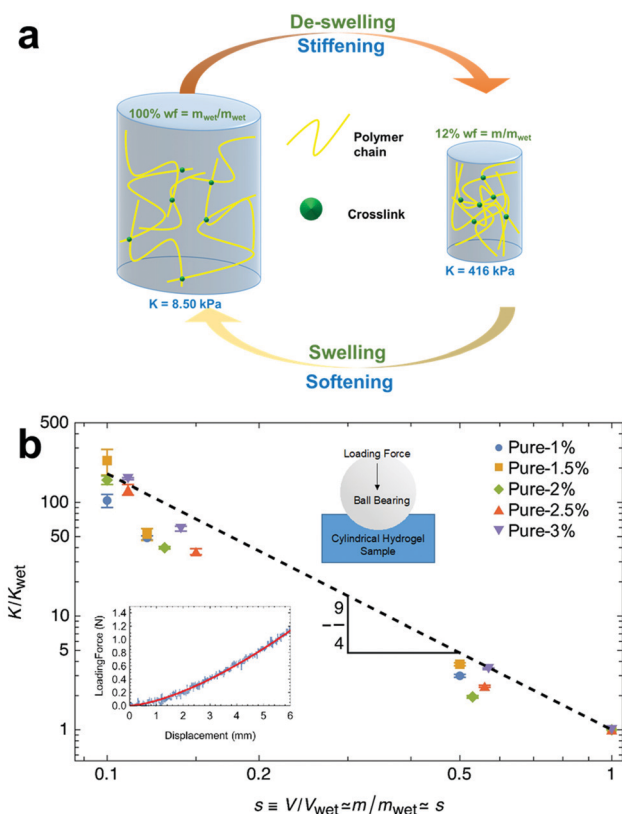 a
De-swelling
Stiffening
100% wf = m_wet/m_wet
12% wf = m/m_wet
Polymer
chain
Crosslink
K = 8.50 kPa
K = 416 kPa
Swelling
Softening
b
500
100
50
10
5
1
K/K_wet
Loading Force
Ball Bearing
Cylindrical Hydrogel
Sample
Pure-1%
Pure-1.5%
Pure-2%
Pure-2.5%
Pure-3%
9
4
1.4
1.2
1.0
0.8
0.6
0.4
0.2
0.0
LoadingForce (N)
0 1 2 3 4 5 6
Displacement (mm)
0.1 0.2 0.5 1
s ≡ V/V_wet ≃ m/m_wet ≃ s